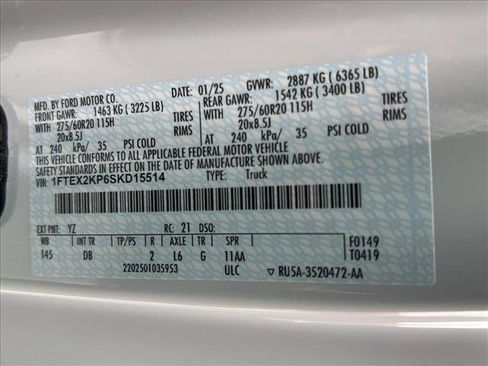 MFD. BY FORD MOTOR CO.
01/25 GVWR: 2887 KG ( 6365 LB)
FRONT GAWR: 1463 KG ( 3225 LB) REAR GAWR: 1542 KG ( 3400 LB)
WITH 275/60R20 115H TIRES WITH 275/60R20 115H TIRES
20x8.5J RIMS 20x8.5J RIMS
AT 240 kPa/ 35 PSI COLD AT 240 kPa/ 35 PSI COLD
THIS VEHICLE CONFORMS TO ALL APPLICABLE FEDERAL MOTOR VEHICLE
SAFETY, BUMPER, AND THEFT PREVENTION STANDARDS IN EFFECT ON THE DATE OF MANUFACTURE SHOWN ABOVE.
VIN: 1FTEX2KP6SKD15514 TYPE: Truck
EXT PNT: YZ RC: 21 DSO:
WB INT TR TP/PS R AXLE TR SPR
145 DB 2 L6 G 11AA
2202501035953 ULC
F0149
T0419
RU5A-3520472-AA